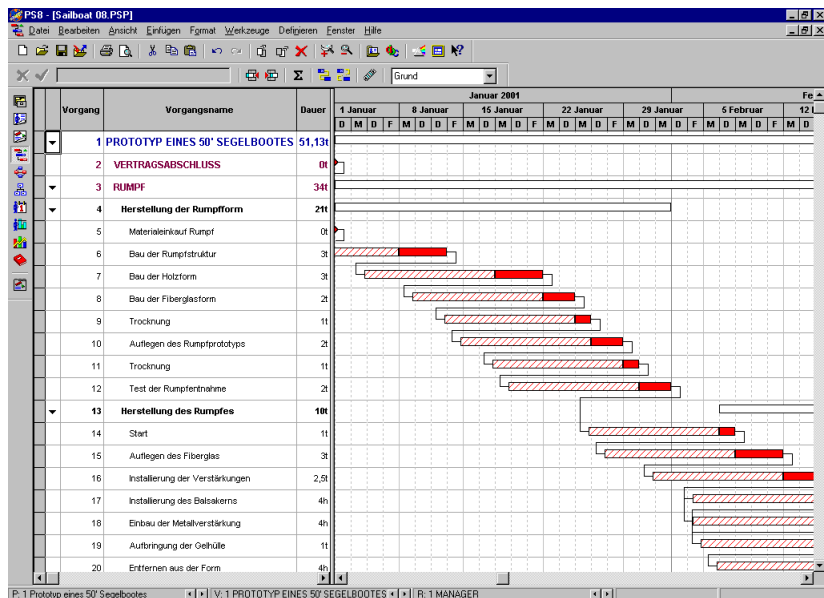 PS8 - [Sailboat 08.PSP]
Datei Bearbeiten Ansicht Einfügen Format Werkzeuge Definieren Fenster Hilfe
Grund
Vorgang Vorgangsname Dauer
Januar 2001 Fe
1 Januar 8 Januar 15 Januar 22 Januar 29 Januar 5 Februar 12
D M D F M D M D F M D M D F M D M D F M D M D F M D M D F M D
1 PROTOTYP EINES 50' SEGELBOOTES 51,13t
2 VERTRAGSABSCHLUSS 0t
3 RUMPF 34t
4 Herstellung der Rumpfform 21t
5 Materialeinkauf Rumpf 0t
6 Bau der Rumpfstruktur 3t
7 Bau der Holzform 3t
8 Bau der Fiberglasform 2t
9 Trocknung 1t
10 Auflegen des Rumpfprototyps 2t
11 Trocknung 1t
12 Test der Rumpfentnahme 2t
13 Herstellung des Rumpfes 10t
14 Start 1t
15 Auflegen des Fiberglas 3t
16 Installierung der Verstärkungen 2,5t
17 Installierung des Balsakerns 4h
18 Einbau der Metallverstärkung 4h
19 Aufbringung der Gelhülle 1t
20 Entfernen aus der Form 4h
P: 1 Prototyp eines 50' Segelbootes V: 1 PROTOTYP EINES 50' SEGELBOOTES R: 1 MANAGER